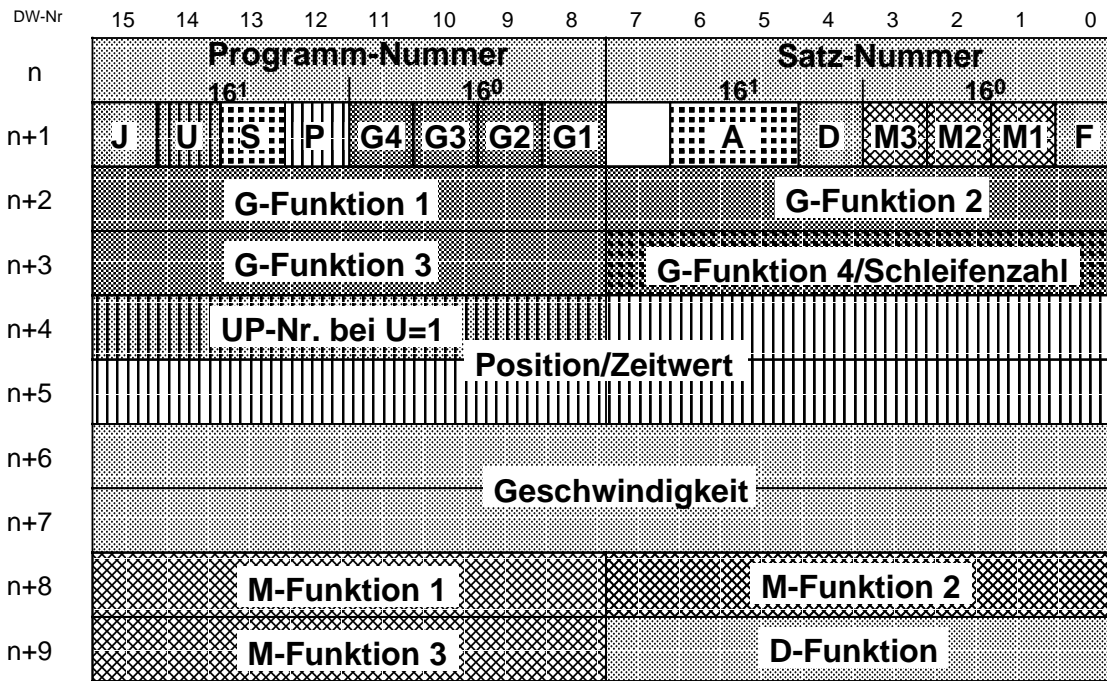 DW-Nr 15 14 13 12 11 10 9 8 7 6 5 4 3 2 1 0
n Programm-Nummer Satz-Nummer
16¹ 16⁰ 16¹ 16⁰
n+1 J U S P G4 G3 G2 G1 A D M3 M2 M1 F
n+2 G-Funktion 1 G-Funktion 2
n+3 G-Funktion 3 G-Funktion 4/Schleifenzahl
n+4 UP-Nr. bei U=1
Position/Zeitwert
n+5
n+6
Geschwindigkeit
n+7
n+8 M-Funktion 1 M-Funktion 2
n+9 M-Funktion 3 D-Funktion